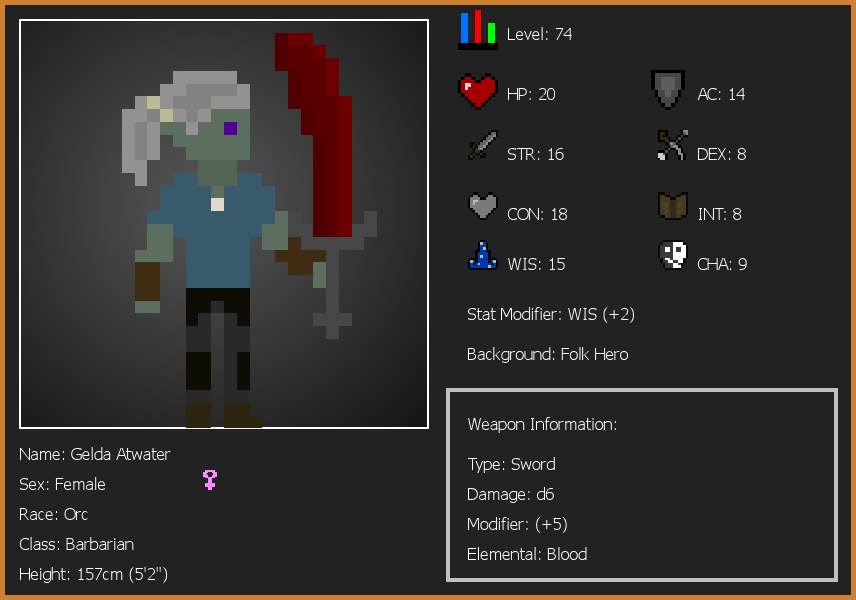 Level: 74
HP: 20
AC: 14
STR: 16
DEX: 8
CON: 18
INT: 8
WIS: 15
CHA: 9
Stat Modifier: WIS (+2)
Background: Folk Hero
Weapon Information:
Type: Sword
Damage: d6
Modifier: (+5)
Elemental: Blood
Name: Gelda Atwater
Sex: Female
Race: Orc
Class: Barbarian
Height: 157cm (5'2")